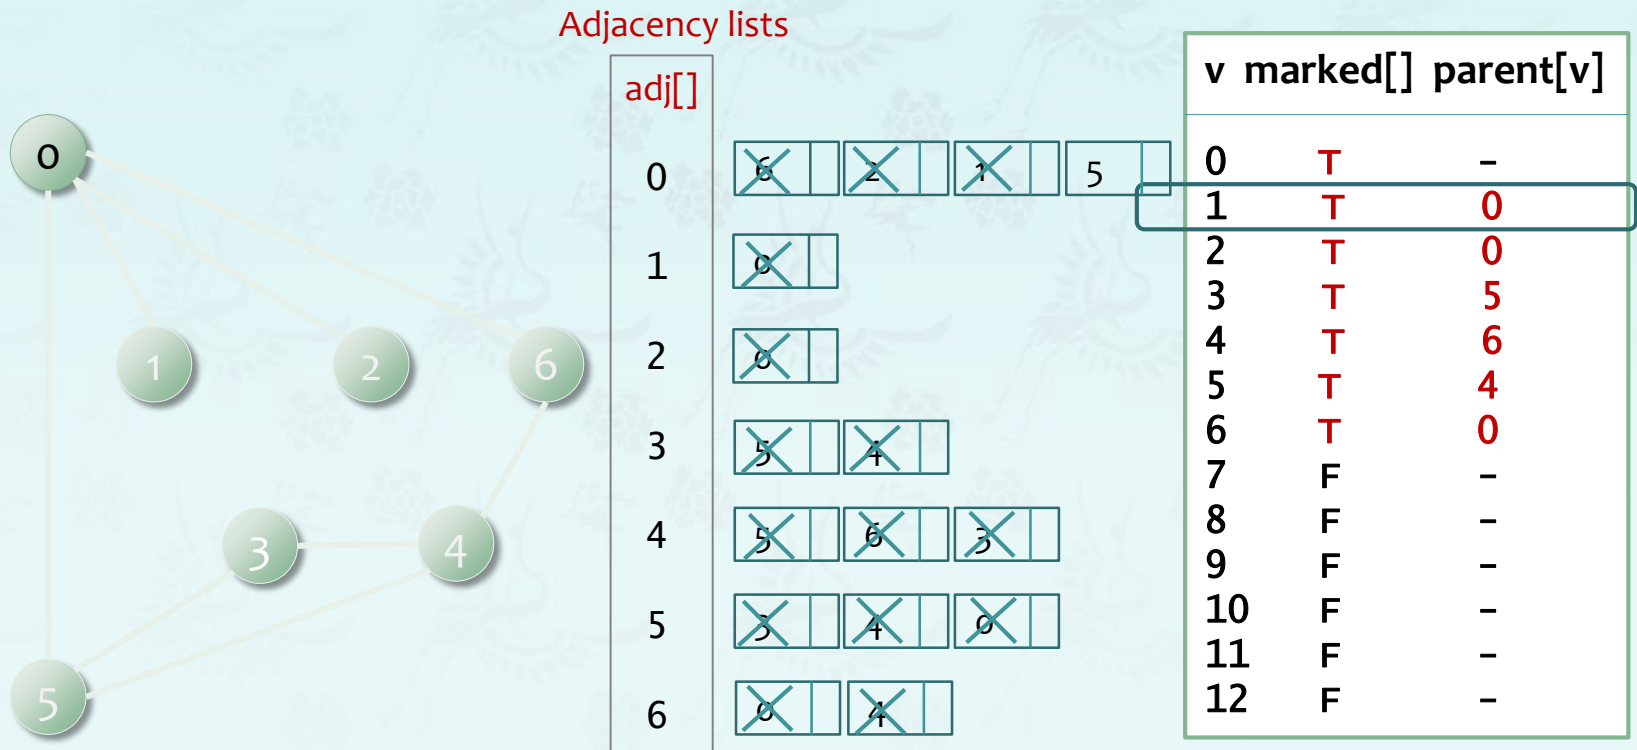 Adjacency lists
adj[]
0
1
2
6
3
4
5
0 6 2 1 5
1 0
2 0
3 5 4
4 5 6 3
5 3 4 0
6 0 4
v marked[] parent[v]
0 T –
1 T 0
2 T 0
3 T 5
4 T 6
5 T 4
6 T 0
7 F –
8 F –
9 F –
10 F –
11 F –
12 F –